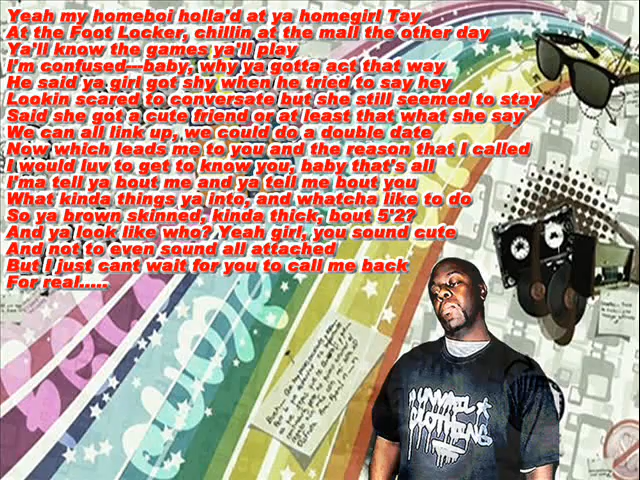 Yeah my homeboi holla'd at ya homegirl Tay
At the Foot Locker, chillin at the mall the other day
Ya'll know the games ya'll play
I'm confused---baby, why ya gotta act that way
He said ya girl got shy when he tried to say hey
Lookin scared to conversate but she still seemed to stay
Said she got a cute friend or at least that what she say
We can all link up, we could do a double date
Now which leads me to you and the reason that I called
I would luv to get to know you, baby that's all
I'ma tell ya bout me and ya tell me bout you
What kinda things ya into, and whatcha like to do
So ya brown skinned, kinda thick, bout 5'2?
And ya look like who? Yeah girl, you sound cute
And not to even sound all attached
But I just cant wait for you to call me back
For real.....